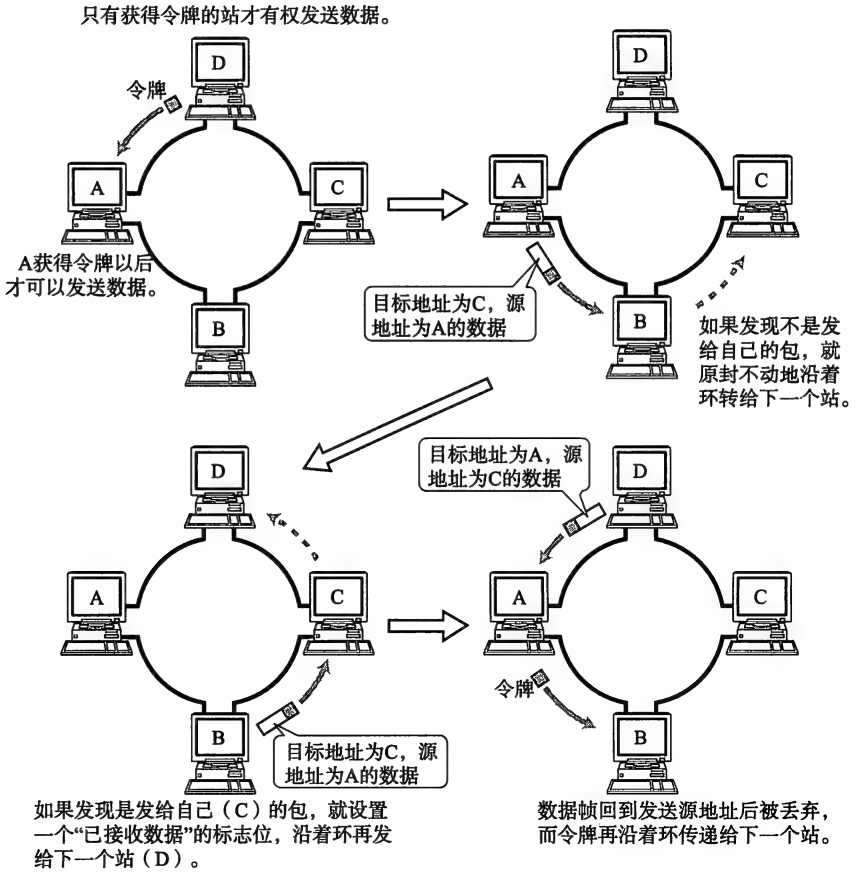 只有获得令牌的站才有权发送数据。
D
令牌
A
C
A获得令牌以后
才可以发送数据。
B
D
A
C
目标地址为C，源
地址为A的数据
B
如果发现不是发
给自己的包，就
原封不动地沿着
环转给下一个站。
D
A
C
B
目标地址为C，源
地址为A的数据
如果发现是发给自己（C）的包，就设置
一个“已接收数据”的标志位，沿着环再发
给下一个站（D）。
目标地址为A，源
地址为C的数据
D
A
C
令牌
B
数据帧回到发送源地址后被丢弃，
而令牌再沿着环传递给下一个站。